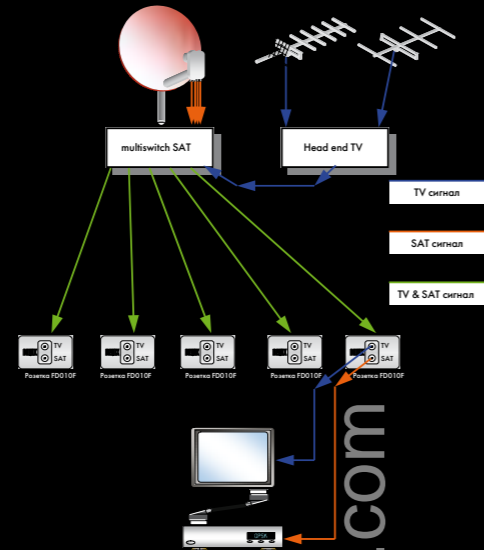 multiswitch SAT
Head end TV
TV сигнал
SAT сигнал
TV & SAT сигнал
TV
SAT
TV
SAT
TV
SAT
TV
SAT
TV
SAT
Розетка FD010F
Розетка FD010F
Розетка FD010F
Розетка FD010F
Розетка FD010F
.com
OPEN